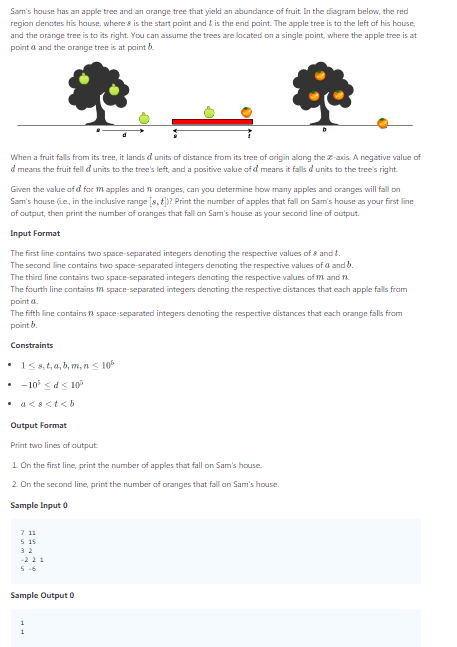 Sam's house has an apple tree and an orange tree that yield an abundance of fruit. In the diagram below, the red
region denotes his house, where s is the start point and t is the end point. The apple tree is to the left of his house,
and the orange tree is to its right. You can assume the trees are located on a single point, where the apple tree is at
point a and the orange tree is at point b.
a d s t b
When a fruit falls from its tree, it lands d units of distance from its tree of origin along the x-axis. A negative value of
d means the fruit fell d units to the tree's left, and a positive value of d means it falls d units to the tree's right.
Given the value of d for m apples and n oranges, can you determine how many apples and oranges will fall on
Sam's house (i.e., in the inclusive range [s, t])? Print the number of apples that fall on Sam's house as your first line
of output, then print the number of oranges that fall on Sam's house as your second line of output.
Input Format
The first line contains two space-separated integers denoting the respective values of s and t.
The second line contains two space-separated integers denoting the respective values of a and b.
The third line contains two space-separated integers denoting the respective values of m and n.
The fourth line contains m space-separated integers denoting the respective distances that each apple falls from
point a.
The fifth line contains n space-separated integers denoting the respective distances that each orange falls from
point b.
Constraints
• 1 ≤ s, t, a, b, m, n ≤ 10⁵
• −10⁵ ≤ d ≤ 10⁵
• a < s < t < b
Output Format
Print two lines of output:
1. On the first line, print the number of apples that fall on Sam's house.
2. On the second line, print the number of oranges that fall on Sam's house.
Sample Input 0
7 11
5 15
3 2
-2 2 1
5 -6
Sample Output 0
1
1